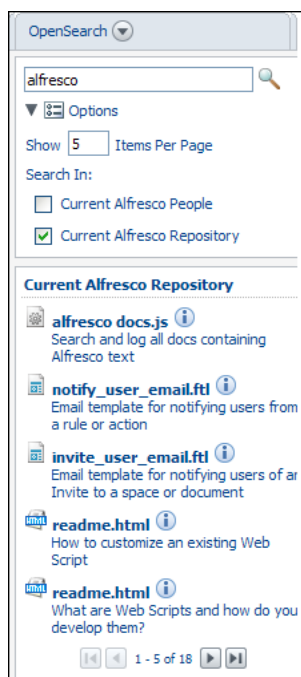 OpenSearch
alfresco
Options
Show 5 Items Per Page
Search In:
Current Alfresco People
Current Alfresco Repository
Current Alfresco Repository
alfresco docs.js
Search and log all docs containing
Alfresco text
notify_user_email.ftl
Email template for notifying users from
a rule or action
invite_user_email.ftl
Email template for notifying users of an
Invite to a space or document
HTML readme.html
How to customize an existing Web
Script
HTML readme.html
What are Web Scripts and how do you
develop them?
1 - 5 of 18